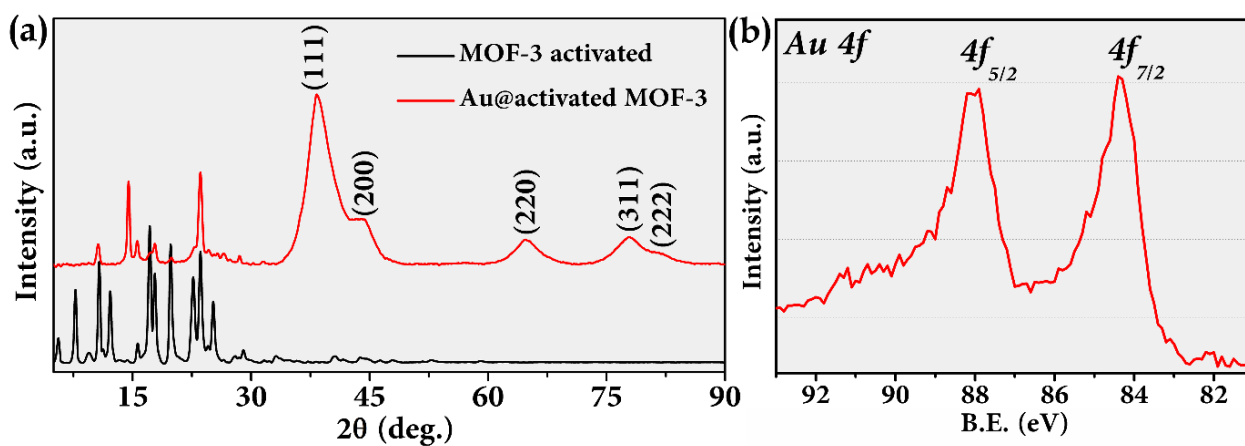 (a)
MOF-3 activated
Au@activated MOF-3
(111)
(200)
(220)
(311)
(222)
Intensity (a.u.)
15 30 45 60 75 90
2θ (deg.)
(b)
Au 4f
4f5/2
4f7/2
Intensity (a.u.)
92 90 88 86 84 82
B.E. (eV)